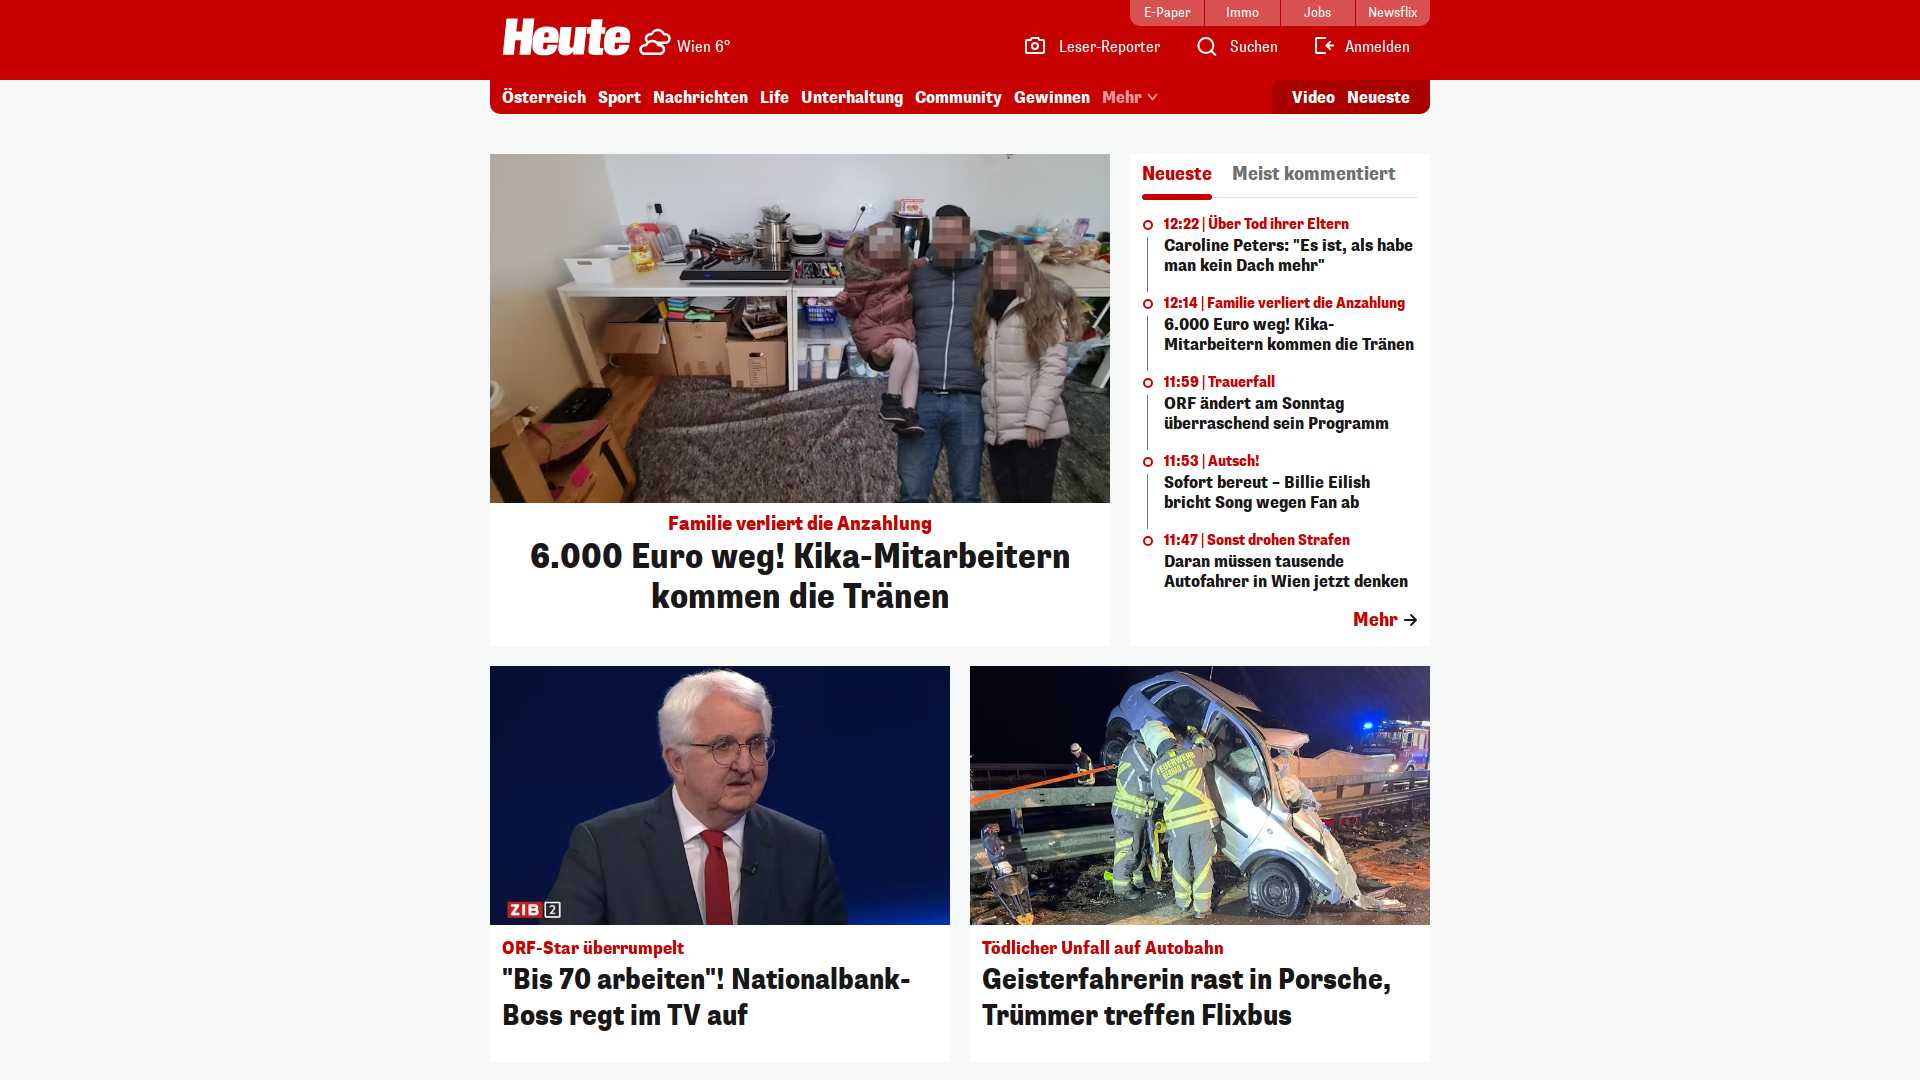 E-Paper
Immo
Jobs
Newsflix
Heute
Wien 6°
Leser-Reporter
Suchen
Anmelden
Österreich
Sport
Nachrichten
Life
Unterhaltung
Community
Gewinnen
Mehr
Video
Neueste
Familie verliert die Anzahlung
6.000 Euro weg! Kika-Mitarbeitern
kommen die Tränen
Neueste
Meist kommentiert
12:22 | Über Tod ihrer Eltern
Caroline Peters: "Es ist, als habe
man kein Dach mehr"
12:14 | Familie verliert die Anzahlung
6.000 Euro weg! Kika-
Mitarbeitern kommen die Tränen
11:59 | Trauerfall
ORF ändert am Sonntag
überraschend sein Programm
11:53 | Autsch!
Sofort bereut – Billie Eilish
bricht Song wegen Fan ab
11:47 | Sonst drohen Strafen
Daran müssen tausende
Autofahrer in Wien jetzt denken
Mehr
ZIB 2
ORF-Star überrumpelt
"Bis 70 arbeiten"! Nationalbank-
Boss regt im TV auf
FEUERWEHR
Tödlicher Unfall auf Autobahn
Geisterfahrerin rast in Porsche,
Trümmer treffen Flixbus